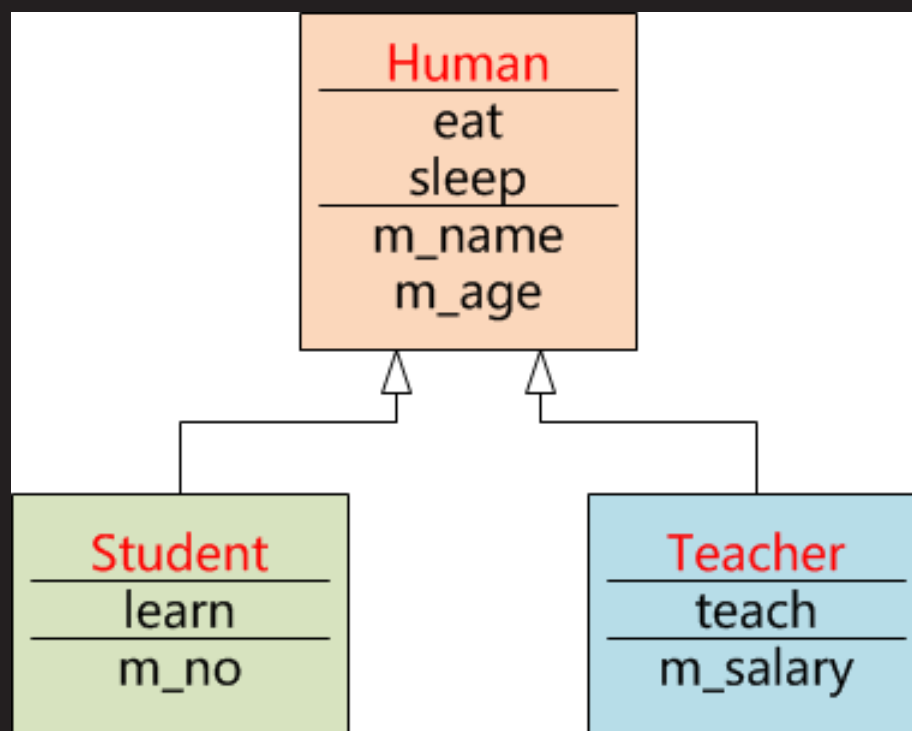 Human
eat
sleep
m_name
m_age
Student
learn
m_no
Teacher
teach
m_salary